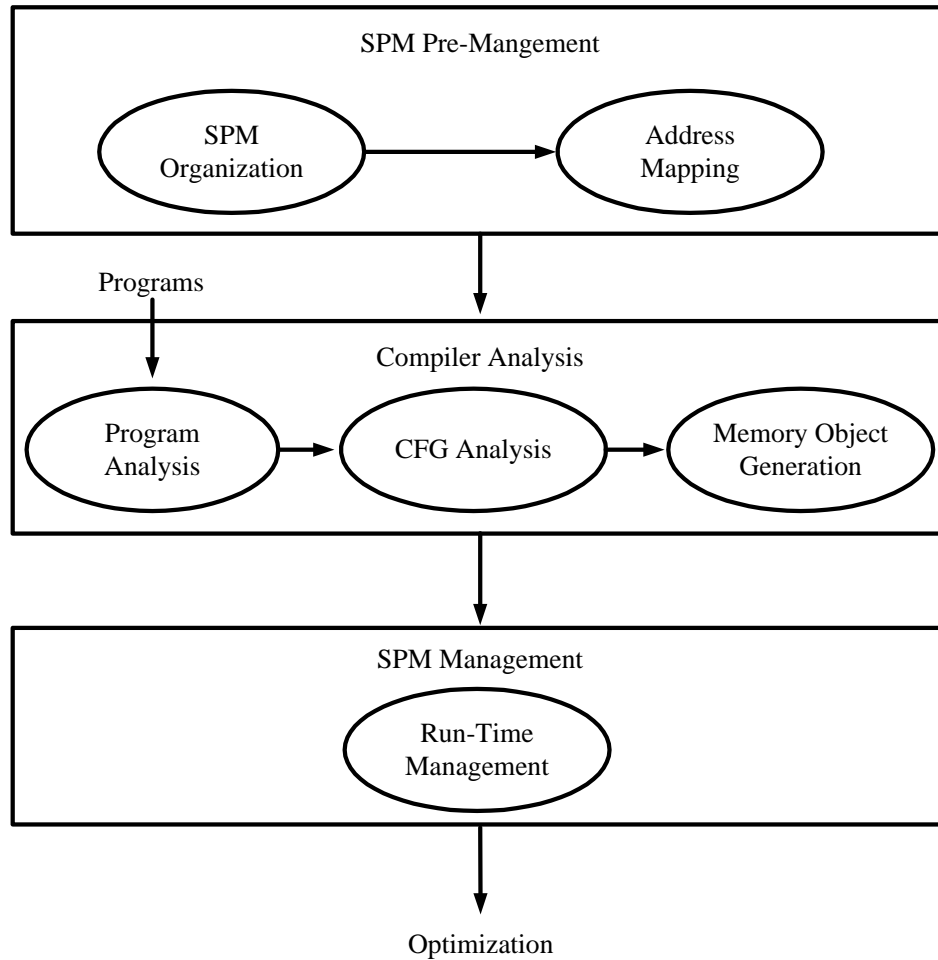 SPM Pre-Mangement
SPM
Organization
Address
Mapping
Programs
Compiler Analysis
Program
Analysis
CFG Analysis
Memory Object
Generation
SPM Management
Run-Time
Management
Optimization